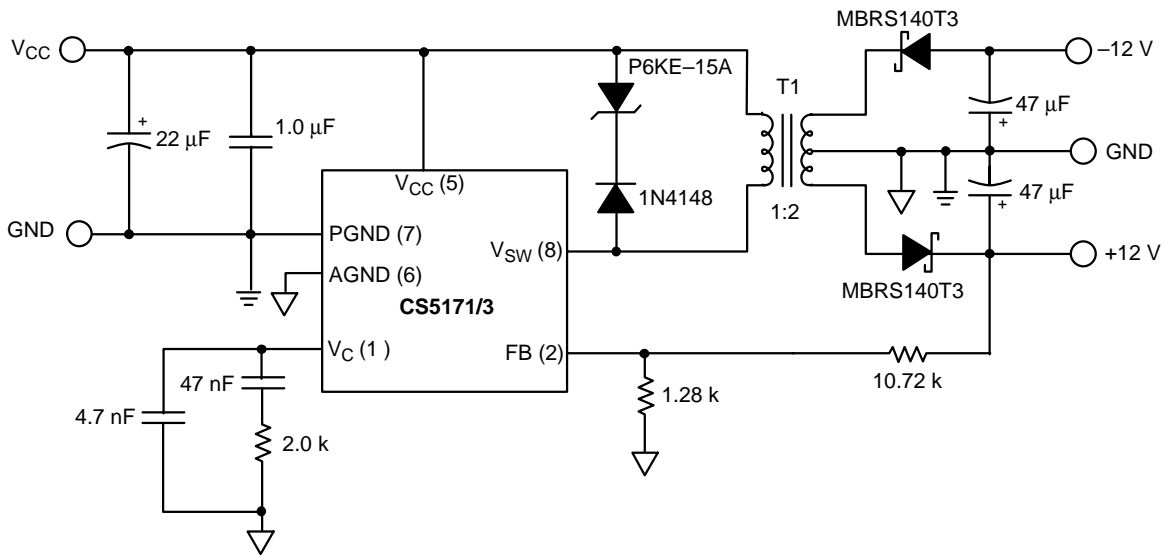 MBRS140T3
V_CC
P6KE–15A
T1
–12 V
+
22 µF
1.0 µF
47 µF
+
GND
V_CC (5)
1N4148
1:2
47 µF
+
GND
PGND (7)
V_SW (8)
+12 V
AGND (6)
MBRS140T3
CS5171/3
V_C (1 )
FB (2)
10.72 k
47 nF
1.28 k
4.7 nF
2.0 k